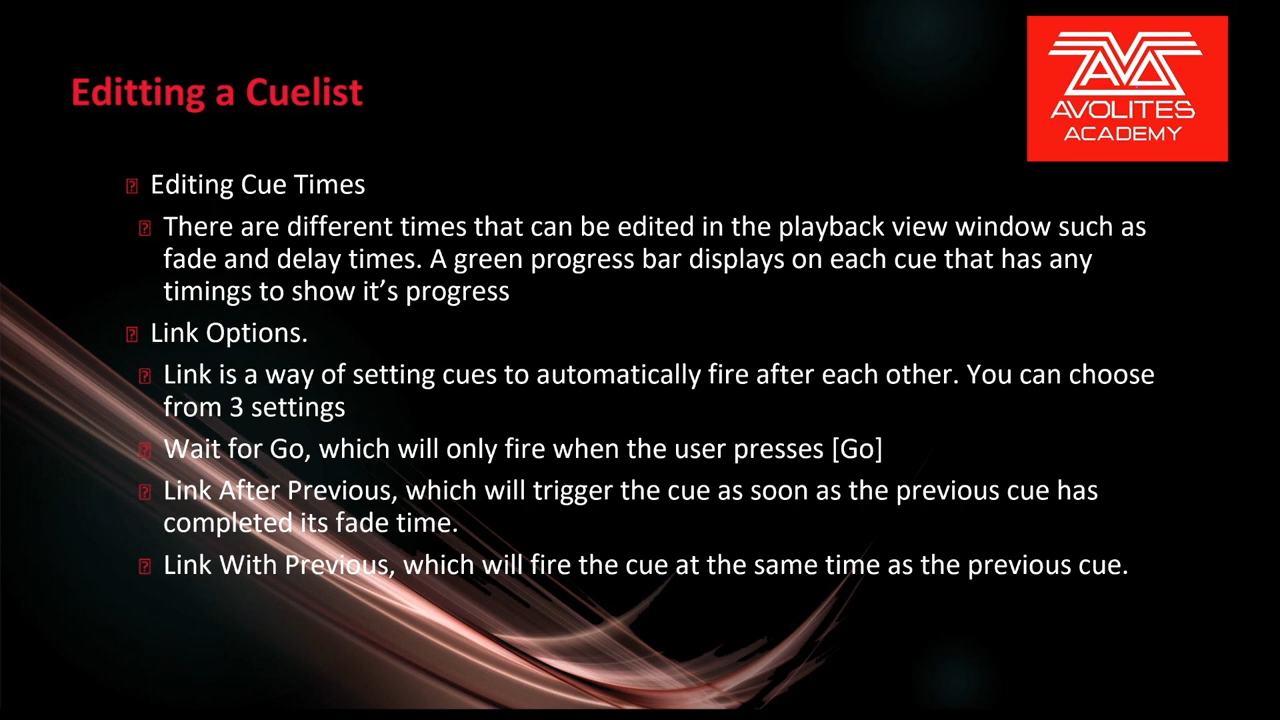 Editting a Cuelist
AVOLITES
ACADEMY
Editing Cue Times
There are different times that can be edited in the playback view window such as
fade and delay times. A green progress bar displays on each cue that has any
timings to show it’s progress
Link Options.
Link is a way of setting cues to automatically fire after each other. You can choose
from 3 settings
Wait for Go, which will only fire when the user presses [Go]
Link After Previous, which will trigger the cue as soon as the previous cue has
completed its fade time.
Link With Previous, which will fire the cue at the same time as the previous cue.